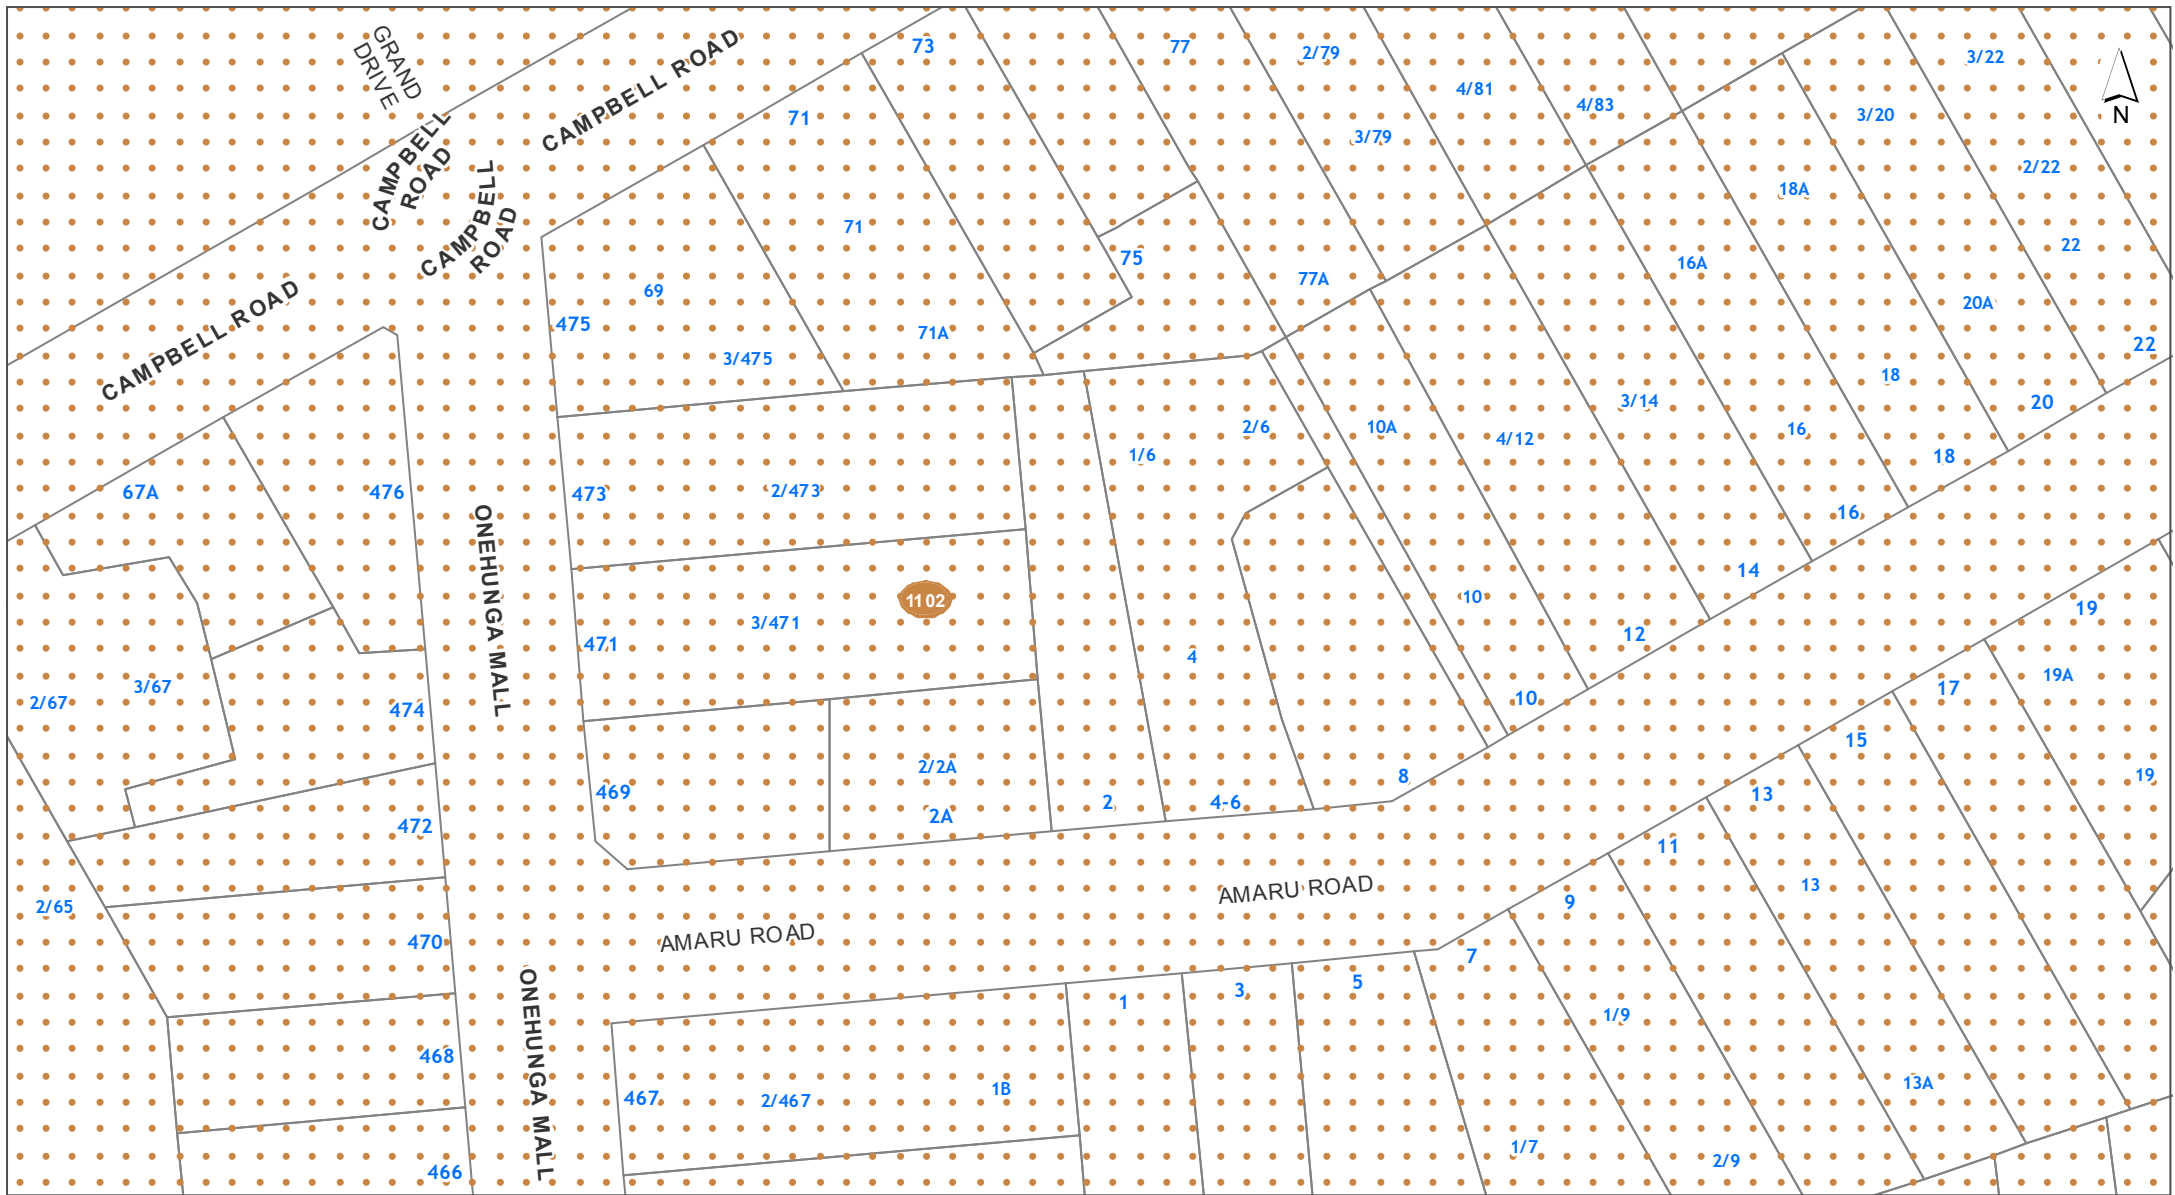 GRAND
DRIVE
CAMPBELL ROAD
CAMPBELL
ROAD
CAMPBELL
ROAD
CAMPBELL ROAD
73
77
2/79
3/22
71
4/81
4/83
3/79
3/20
2/22
18A
71
75
77A
16A
22
69
475
3/475
71A
20A
22
67A
476
473
2/473
1/6
2/6
10A
4/12
3/14
16
18
20
18
16
ONEHUNGA MALL
1102
3/471
471
4
10
14
12
10
19
2/67
3/67
474
19A
17
15
19
469
2/2A
2A
2
4-6
8
13
472
11
13
2/65
470
AMARU ROAD
AMARU ROAD
9
7
5
3
1
1/9
ONEHUNGA MALL
468
467
2/467
1B
13A
466
1/7
2/9
N